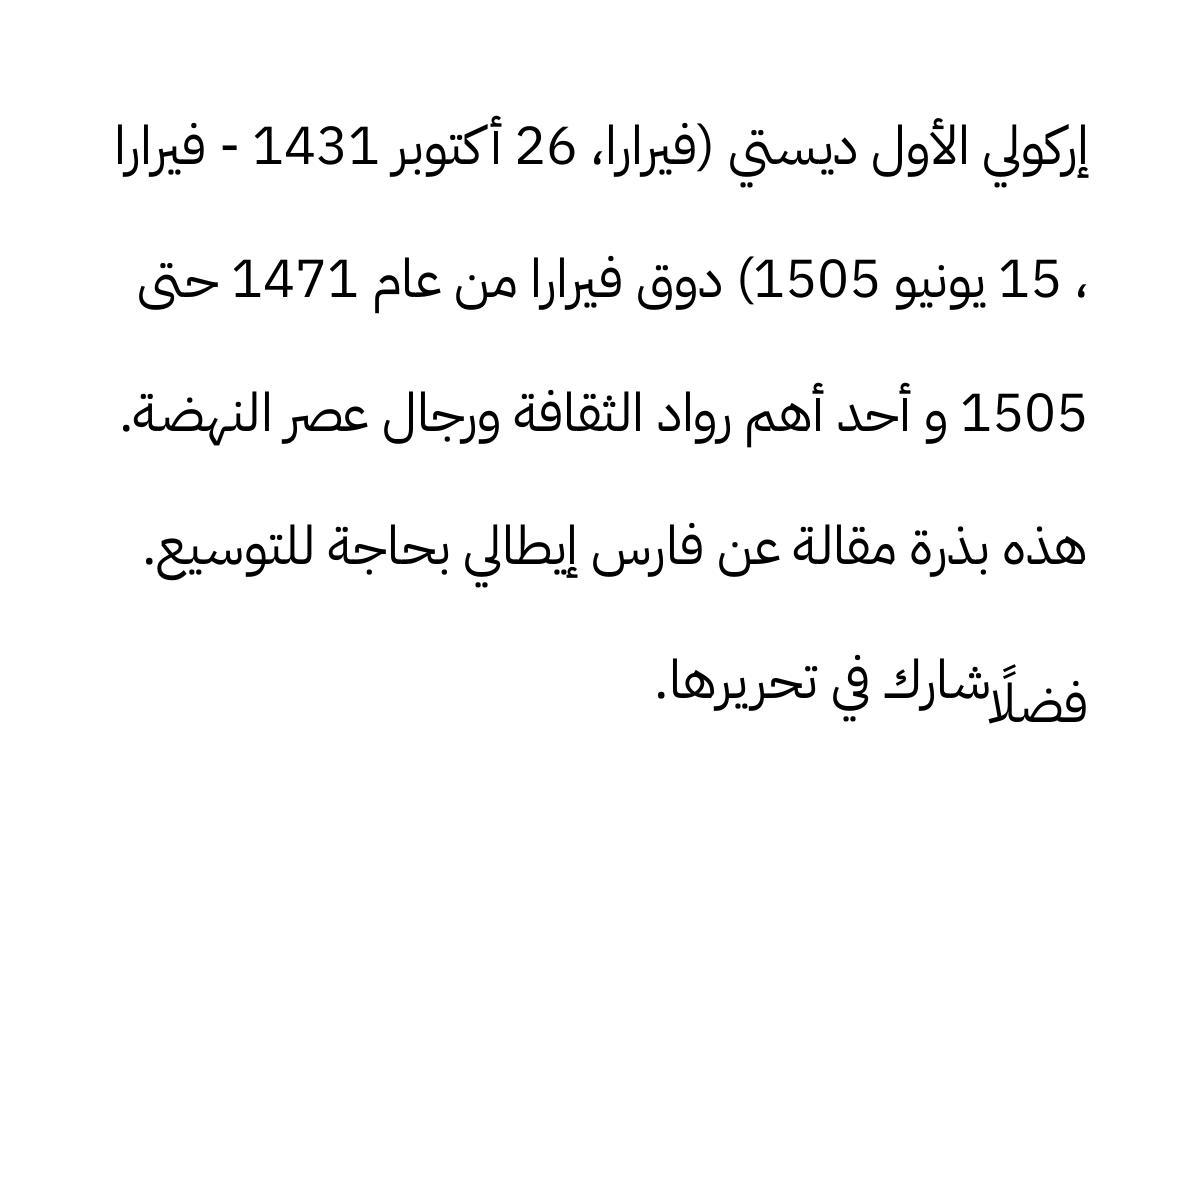 إركولي الأول ديستي (فيرارا، 26 أكتوبر 1431 - فيرارا
، 15 يونيو 1505) دوق فيرارا من عام 1471 حتى
1505 و أحد أهم رواد الثقافة ورجال عصر النهضة.
هذه بذرة مقالة عن فارس إيطالي بحاجة للتوسيع.
فضلًا شارك في تحريرها.